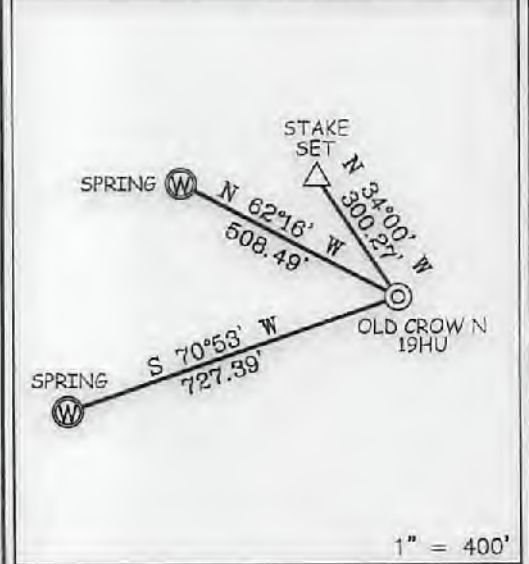 STAKE
SET
SPRING W
N 62°16' W
508.49'
N 34°00' W
300.27'
OLD CROW N
19HU
S 70°53' W
727.39'
SPRING
W
1" = 400'